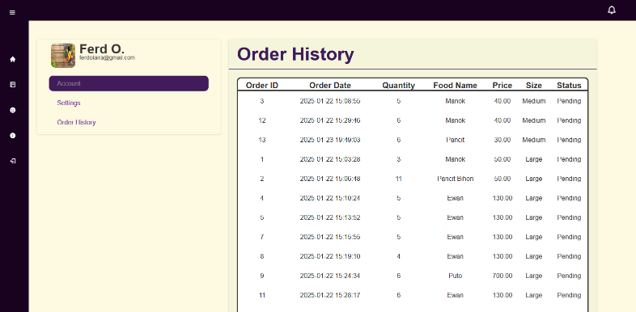 Ferd O.
ferdotaira@gmail.com
Account
Settings
Order History
Order History
Order ID Order Date Quantity Food Name Price Size Status
3 2025-01-22 15:08:55 5 Manok 40.00 Medium Pending
12 2025-01-22 15:29:46 6 Manok 40.00 Medium Pending
13 2025-01-23 19:49:03 6 Pancit 30.00 Medium Pending
1 2025-01-22 15:03:28 3 Manok 50.00 Large Pending
2 2025-01-22 15:06:48 11 Pancit Bihon 50.00 Large Pending
4 2025-01-22 15:10:24 5 Ewan 130.00 Large Pending
5 2025-01-22 15:13:52 5 Ewan 130.00 Large Pending
7 2025-01-22 15:15:55 5 Ewan 130.00 Large Pending
8 2025-01-22 15:19:10 4 Ewan 130.00 Large Pending
9 2025-01-22 15:24:34 6 Puto 700.00 Large Pending
11 2025-01-22 15:28:17 6 Ewan 130.00 Large Pending